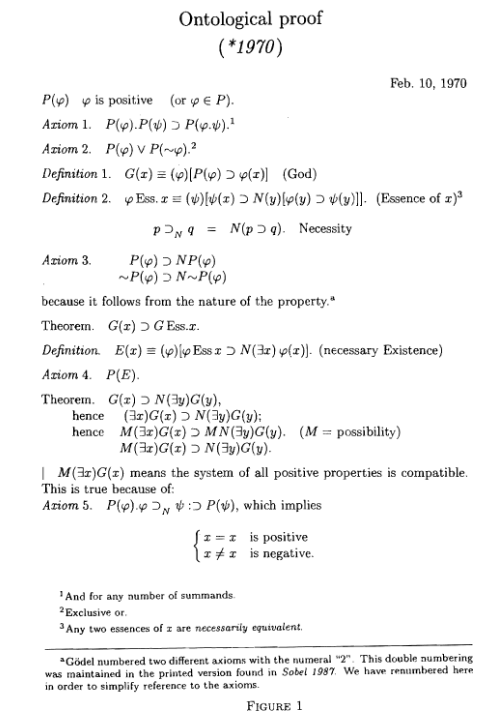 Ontological proof
(*1970)
Feb. 10, 1970
P(φ) φ is positive (or φ ∈ P).
Axiom 1. P(φ).P(ψ) ⊃ P(φ.ψ).¹
Axiom 2. P(φ) ∨ P(∼φ).²
Definition 1. G(x) ≡ (φ)[P(φ) ⊃ φ(x)] (God)
Definition 2. φ Ess. x ≡ (ψ)[ψ(x) ⊃ N(y)[φ(y) ⊃ ψ(y)]]. (Essence of x)³
p ⊃N q = N(p ⊃ q). Necessity
Axiom 3. P(φ) ⊃ NP(φ)
∼P(φ) ⊃ N∼P(φ)
because it follows from the nature of the property.ᵃ
Theorem. G(x) ⊃ G Ess.x.
Definition. E(x) ≡ (φ)[φ Ess x ⊃ N(∃x) φ(x)]. (necessary Existence)
Axiom 4. P(E).
Theorem. G(x) ⊃ N(∃y)G(y),
hence (∃x)G(x) ⊃ N(∃y)G(y);
hence M(∃x)G(x) ⊃ MN(∃y)G(y). (M = possibility)
M(∃x)G(x) ⊃ N(∃y)G(y).
| M(∃x)G(x) means the system of all positive properties is compatible.
This is true because of:
Axiom 5. P(φ).φ ⊃N ψ :⊃ P(ψ), which implies
{ x = x is positive
x ≠ x is negative.
¹And for any number of summands.
²Exclusive or.
³Any two essences of x are necessarily equivalent.
ᵃGödel numbered two different axioms with the numeral "2". This double numbering
was maintained in the printed version found in Sobel 1987. We have renumbered here
in order to simplify reference to the axioms.
FIGURE 1